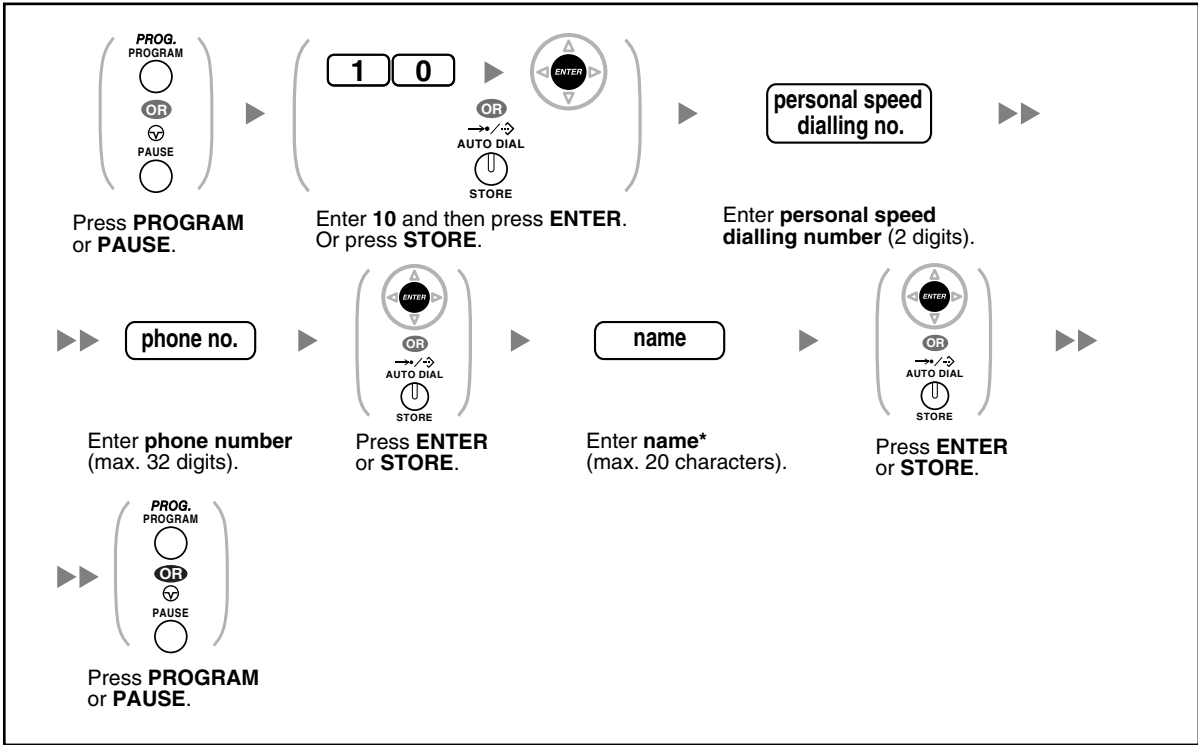 PROG.
PROGRAM
OR
PAUSE
Press PROGRAM
or PAUSE.
1 0
ENTER
OR
AUTO DIAL
STORE
Enter 10 and then press ENTER.
Or press STORE.
personal speed
dialling no.
Enter personal speed
dialling number (2 digits).
phone no.
Enter phone number
(max. 32 digits).
ENTER
OR
AUTO DIAL
STORE
Press ENTER
or STORE.
name
Enter name*
(max. 20 characters).
ENTER
OR
AUTO DIAL
STORE
Press ENTER
or STORE.
PROG.
PROGRAM
OR
PAUSE
Press PROGRAM
or PAUSE.